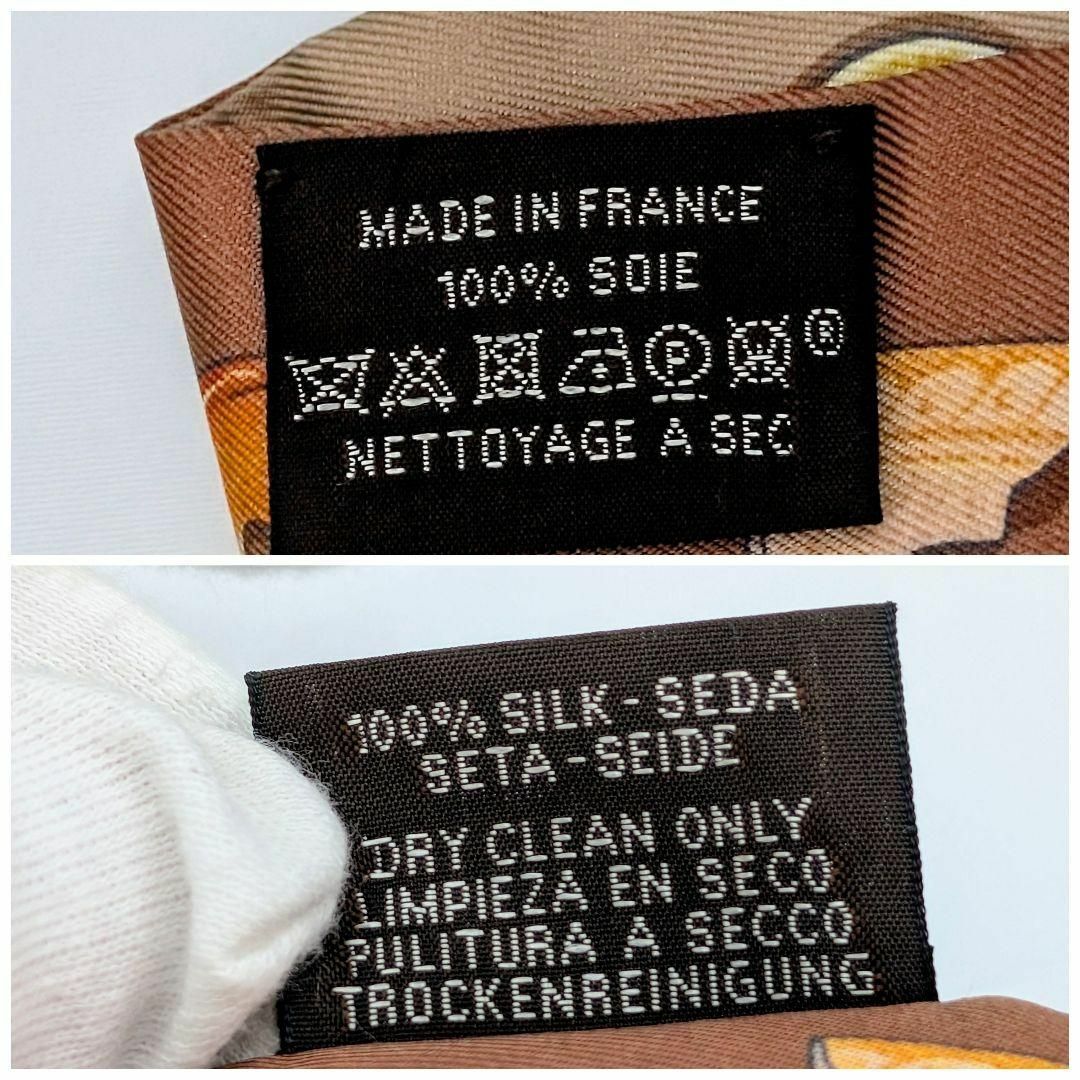 MADE IN FRANCE
100% SOIE
P W ®
NETTOYAGE A SEC
100% SILK - SEDA
SETA - SEIDE
DRY CLEAN ONLY
LIMPIEZA EN SECO
PULITURA A SECCO
TROCKENREINIGUNG